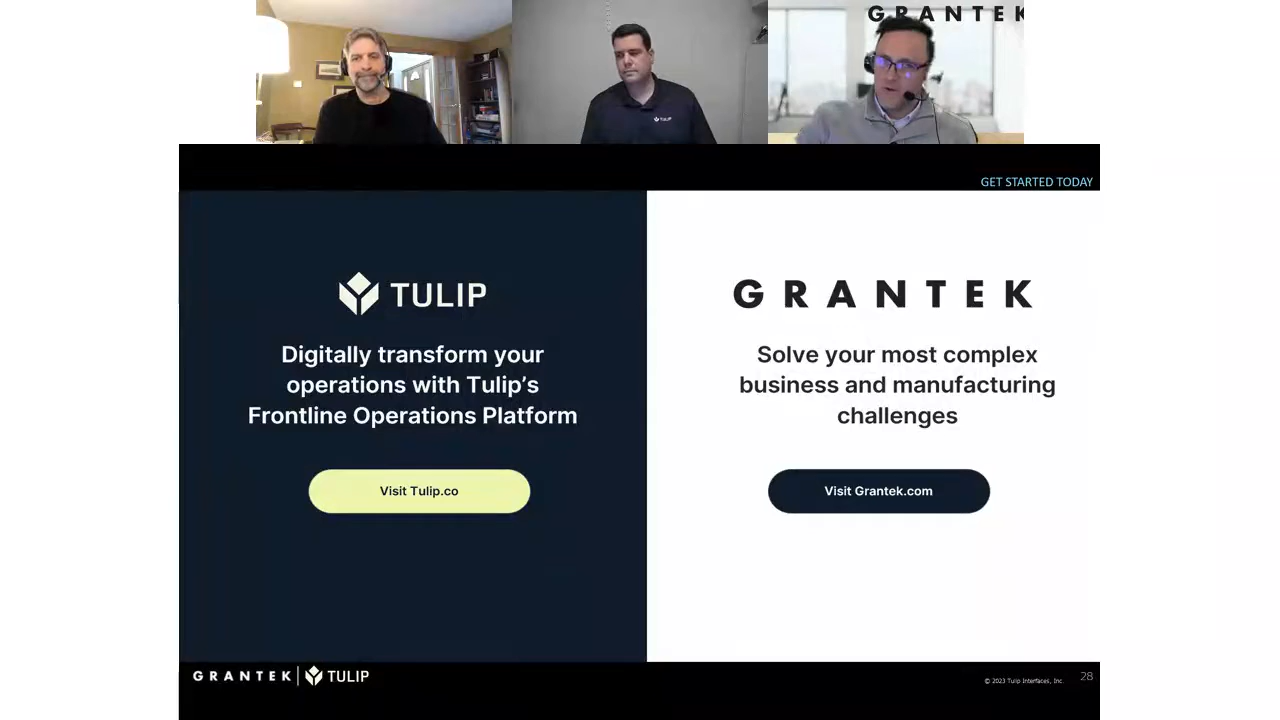 GRANTEK
TULIP
GET STARTED TODAY
TULIP
Digitally transform your
operations with Tulip's
Frontline Operations Platform
Visit Tulip.co
GRANTEK
Solve your most complex
business and manufacturing
challenges
Visit Grantek.com
GRANTEK | TULIP
© 2023 Tulip Interfaces, Inc.
28